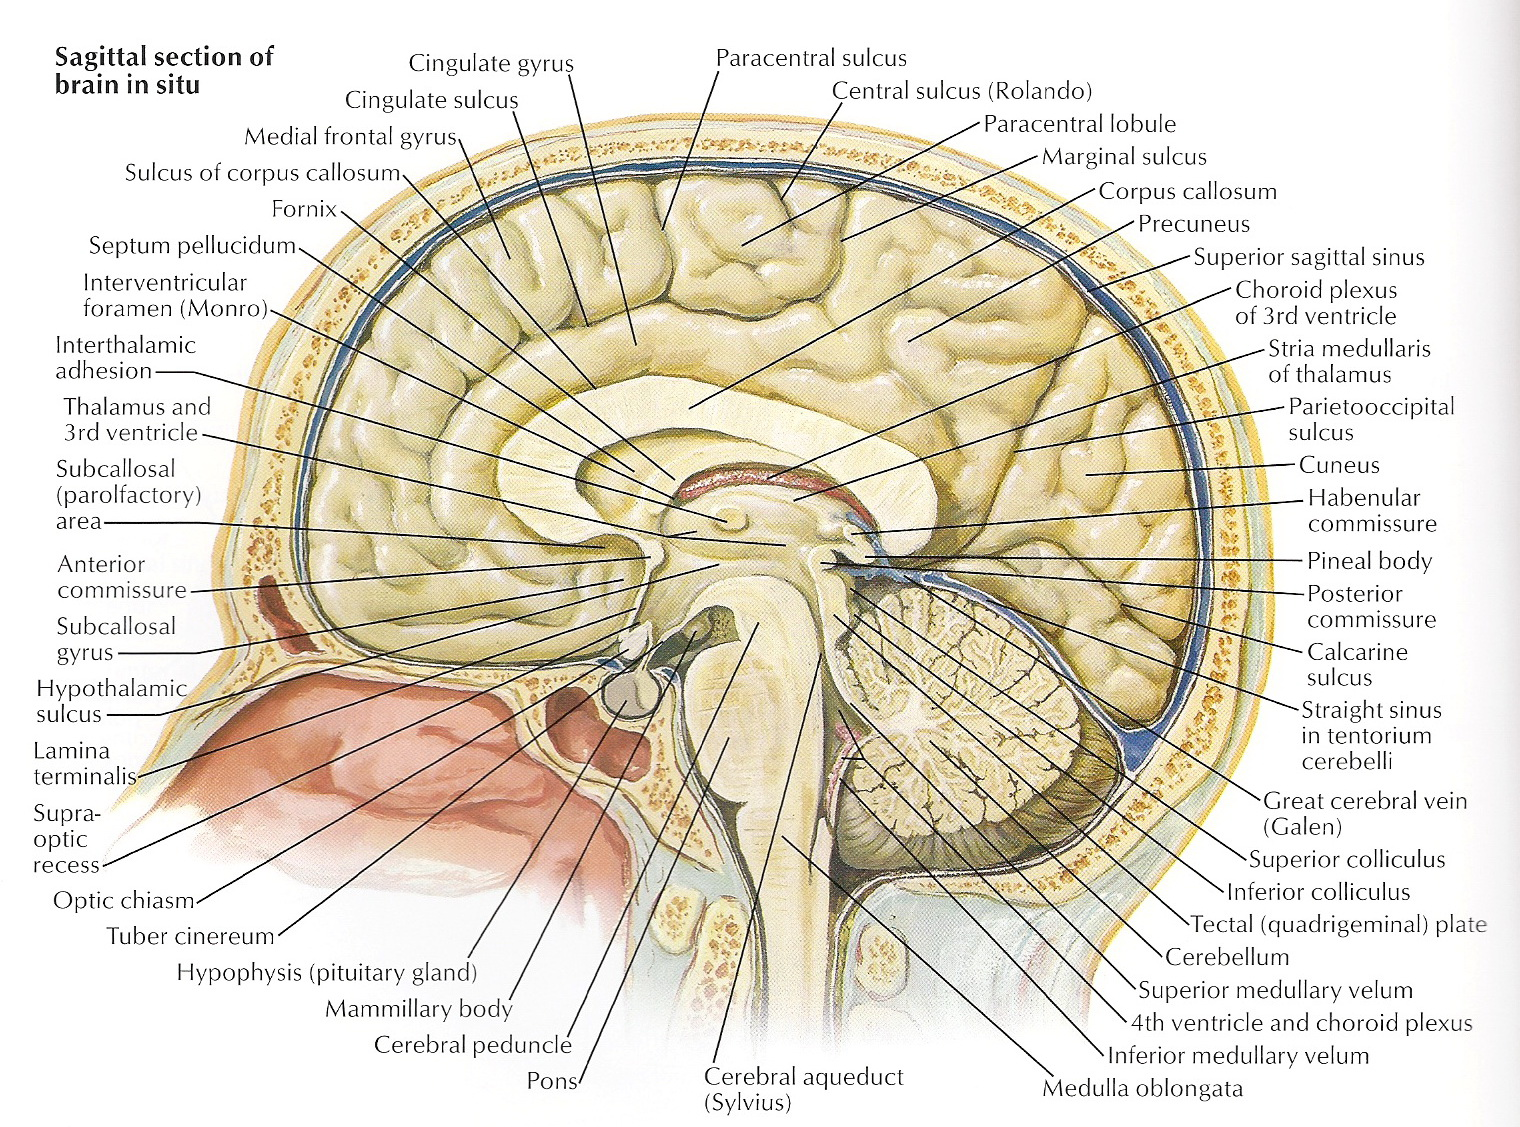 Sagittal section of
brain in situ
Cingulate gyrus
Cingulate sulcus
Medial frontal gyrus
Sulcus of corpus callosum
Fornix
Septum pellucidum
Interventricular
foramen (Monro)
Interthalamic
adhesion
Thalamus and
3rd ventricle
Subcallosal
(parolfactory)
area
Anterior
commissure
Subcallosal
gyrus
Hypothalamic
sulcus
Lamina
terminalis
Supra-
optic
recess
Optic chiasm
Tuber cinereum
Hypophysis (pituitary gland)
Mammillary body
Cerebral peduncle
Pons
Cerebral aqueduct
(Sylvius)
Paracentral sulcus
Central sulcus (Rolando)
Paracentral lobule
Marginal sulcus
Corpus callosum
Precuneus
Superior sagittal sinus
Choroid plexus
of 3rd ventricle
Stria medullaris
of thalamus
Parietooccipital
sulcus
Cuneus
Habenular
commissure
Pineal body
Posterior
commissure
Calcarine
sulcus
Straight sinus
in tentorium
cerebelli
Great cerebral vein
(Galen)
Superior colliculus
Inferior colliculus
Tectal (quadrigeminal) plate
Cerebellum
Superior medullary velum
4th ventricle and choroid plexus
Inferior medullary velum
Medulla oblongata